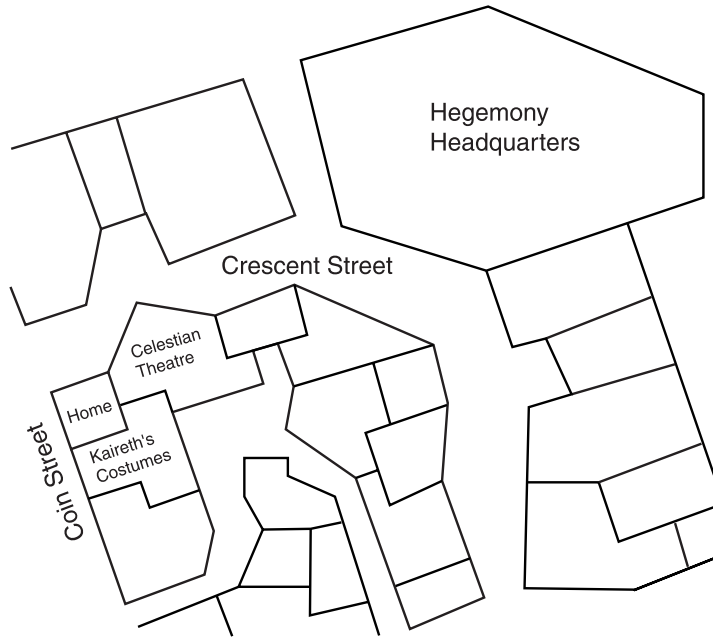 Hegemony
Headquarters
Crescent Street
Celestian
Theatre
Home
Kaireth's
Costumes
Coin Street